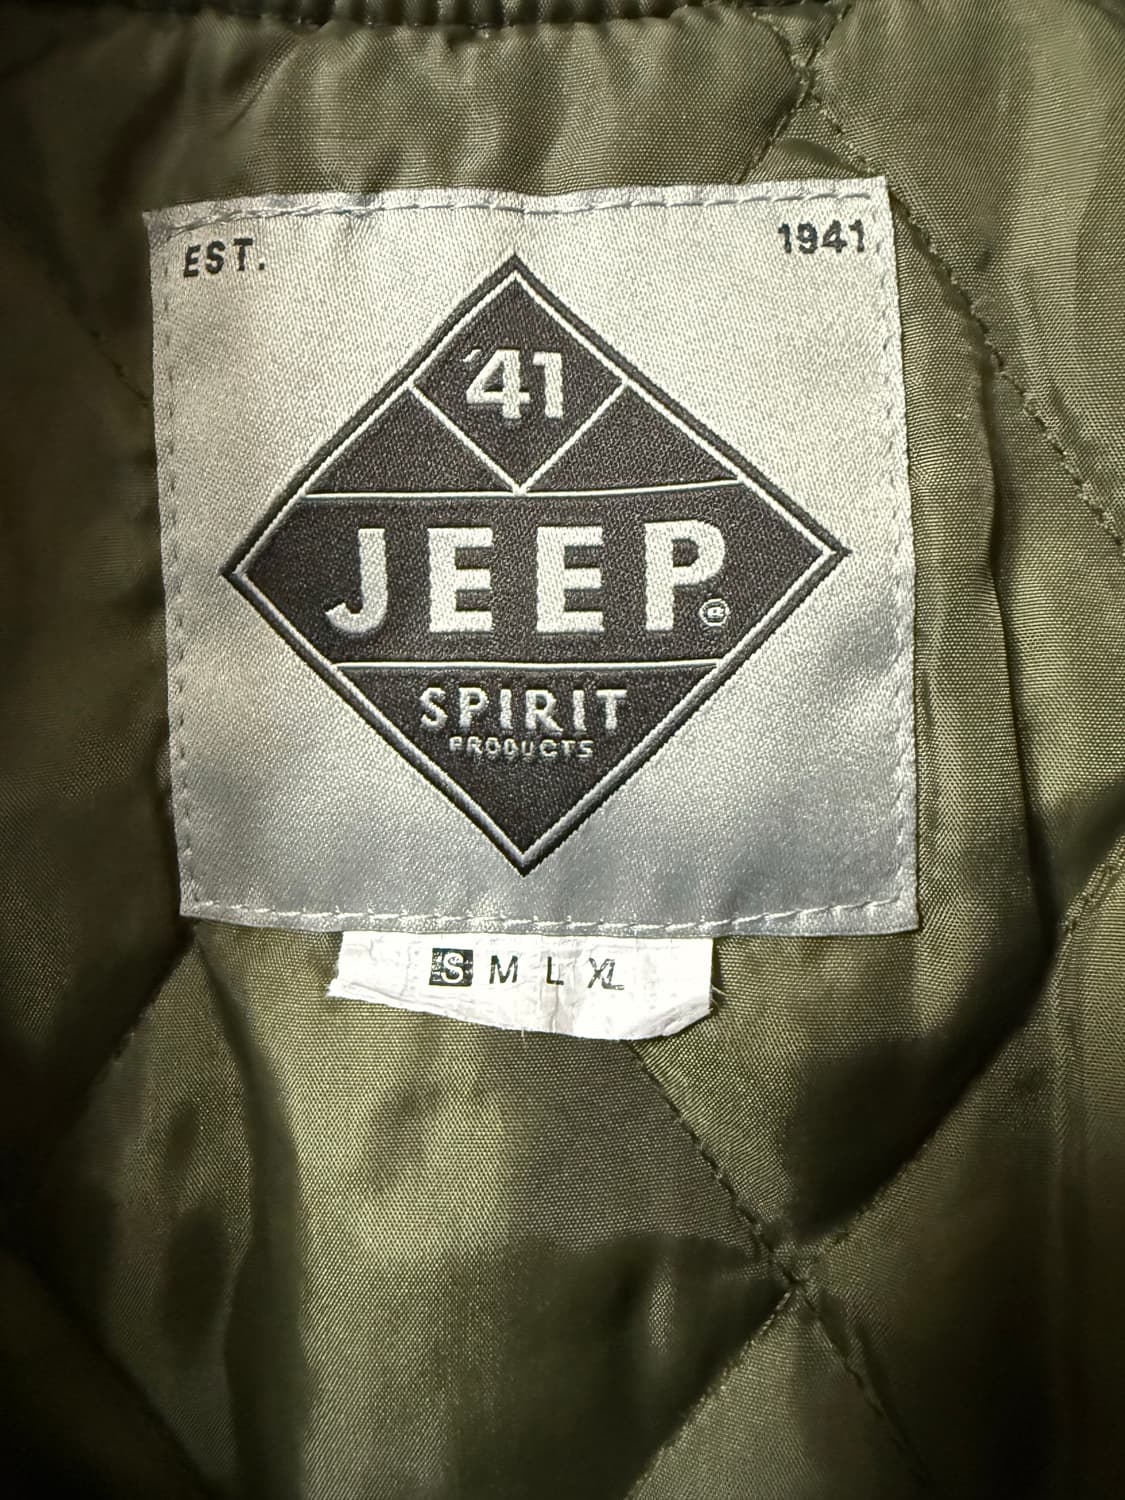 EST. 1941
'41
JEEP®
SPIRIT
PRODUCTS
S M L XL